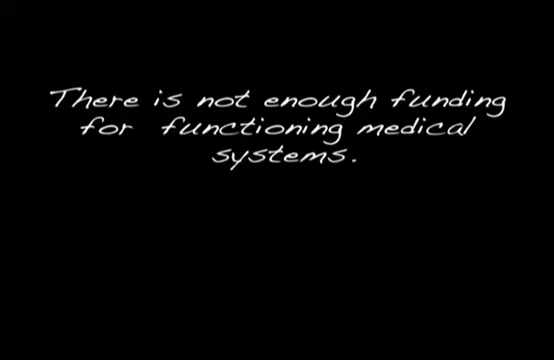 There is not enough funding
for functioning medical
systems.